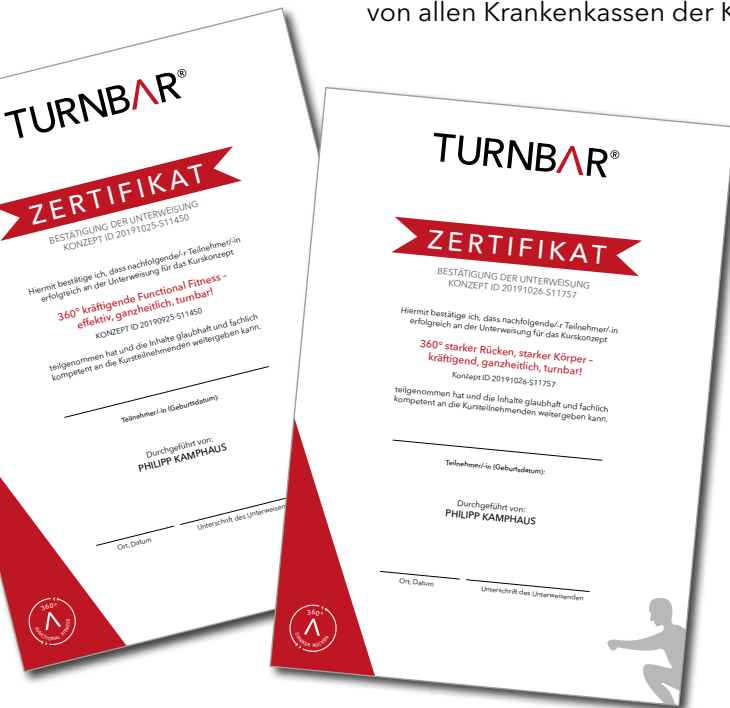 von allen Krankenkassen der K
TURNBAR®
ZERTIFIKAT
BESTÄTIGUNG DER UNTERWEISUNG
KONZEPT ID 20191025-S11450
Hiermit bestätige ich, dass nachfolgende/-r Teilnehmer/-in
erfolgreich an der Unterweisung für das Kurskonzept
360° kräftigende Functional Fitness –
effektiv, ganzheitlich, turnbar!
KONZEPT ID 20190925-S11450
teilgenommen hat und die Inhalte glaubhaft und fachlich
kompetent an die Kursteilnehmenden weitergeben kann.
Teilnehmer/-in (Geburtsdatum):
Durchgeführt von:
PHILIPP KAMPHAUS
Ort, Datum
Unterschrift des Unterweisen
360°
FUNCTIONAL FITNESS
TURNBAR®
ZERTIFIKAT
BESTÄTIGUNG DER UNTERWEISUNG
KONZEPT ID 20191026-S11757
Hiermit bestätige ich, dass nachfolgende/-r Teilnehmer/-in
erfolgreich an der Unterweisung für das Kurskonzept
360° starker Rücken, starker Körper –
kräftigend, ganzheitlich, turnbar!
Konzept ID 20191026-S11757
teilgenommen hat und die Inhalte glaubhaft und fachlich
kompetent an die Kursteilnehmenden weitergeben kann.
Teilnehmer/-in (Geburtsdatum):
Durchgeführt von:
PHILIPP KAMPHAUS
Ort, Datum
Unterschrift des Unterweisenden
360°
STARKER RÜCKEN